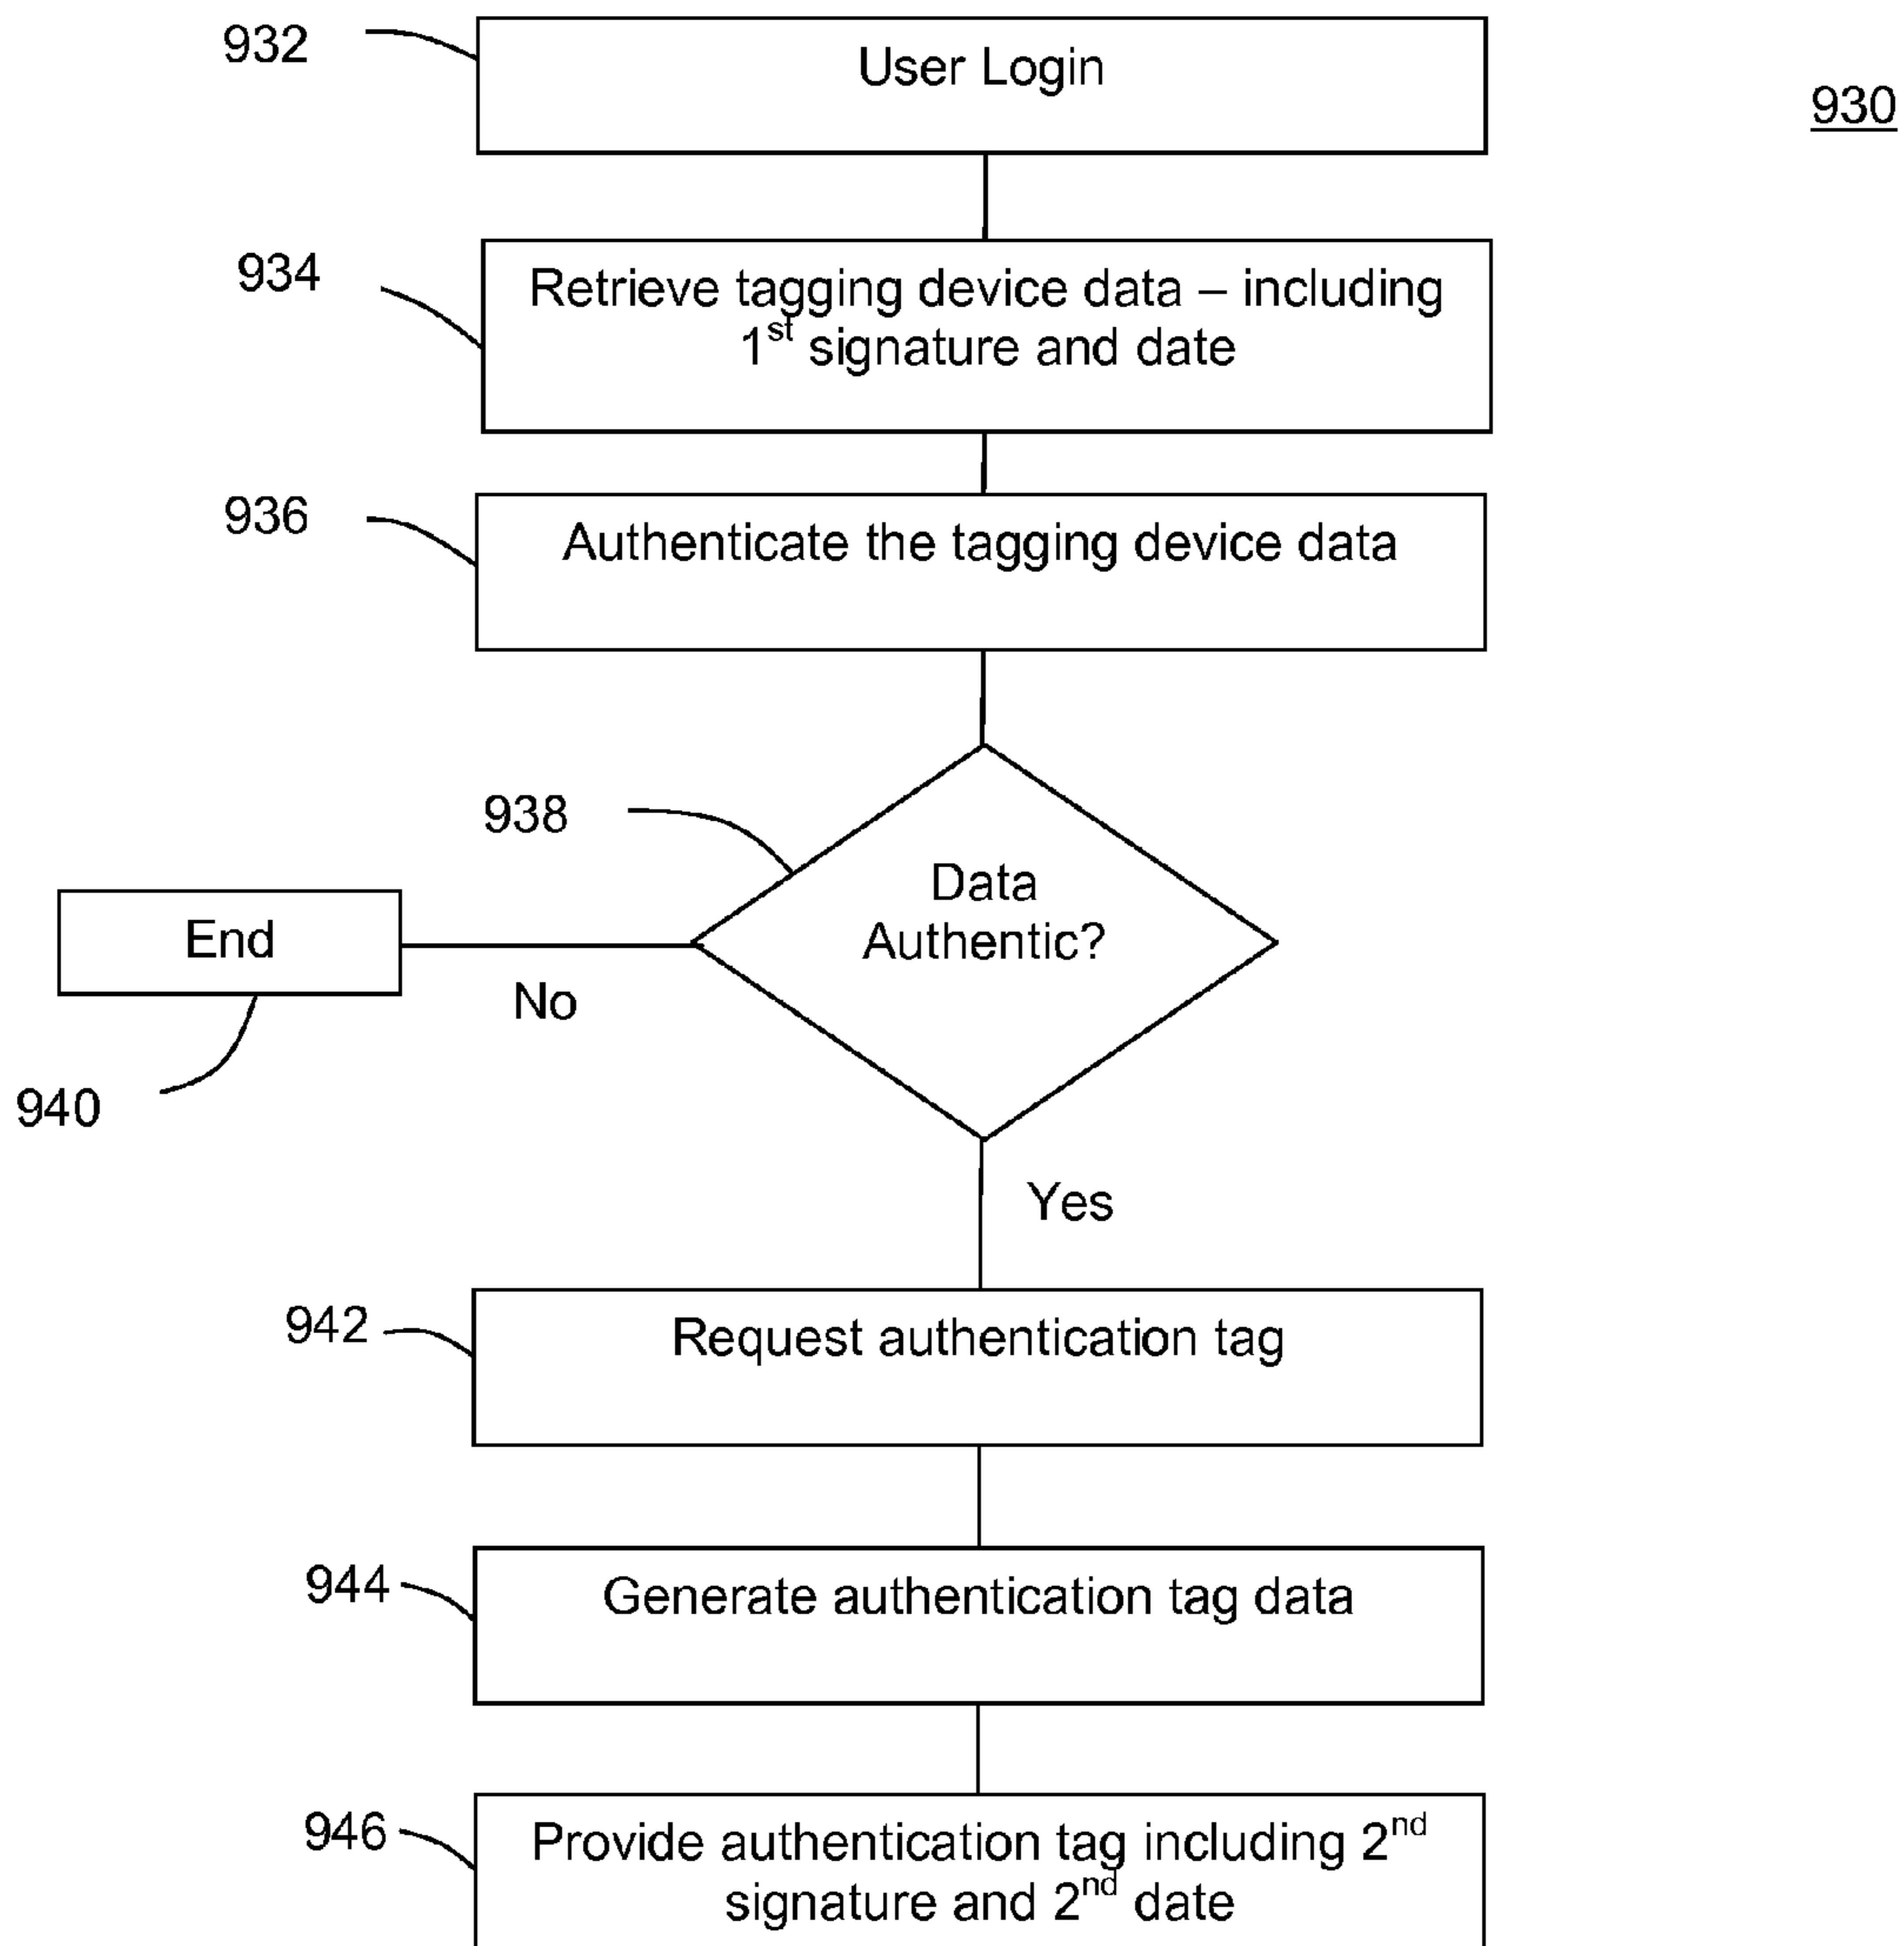 932
User Login
930
934
Retrieve tagging device data – including
1st signature and date
936
Authenticate the tagging device data
938
Data
Authentic?
End
No
940
Yes
942
Request authentication tag
944
Generate authentication tag data
946
Provide authentication tag including 2nd
signature and 2nd date